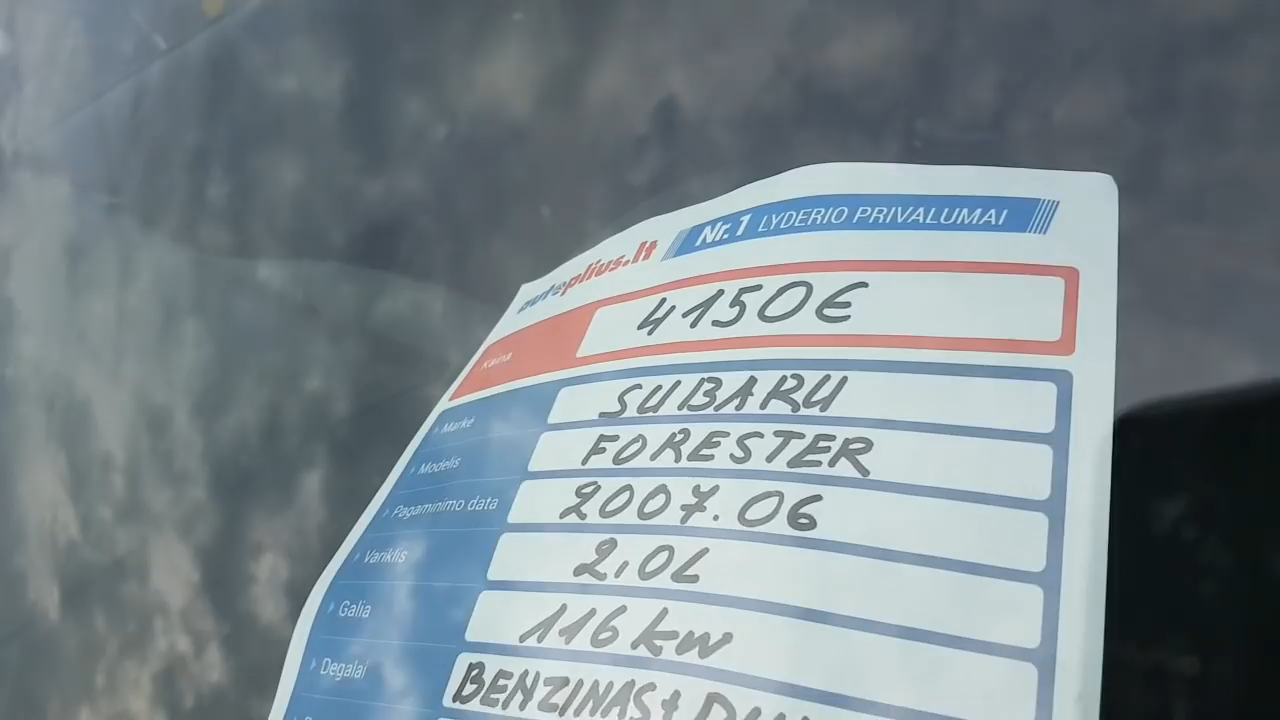 autoplius.lt Nr.1 LYDERIO PRIVALUMAI
Kaina 4150€
Markė SUBARU
Modelis FORESTER
Pagaminimo data 2007.06
Variklis 2,0L
Galia 116 kw
Degalai BENZINAS+